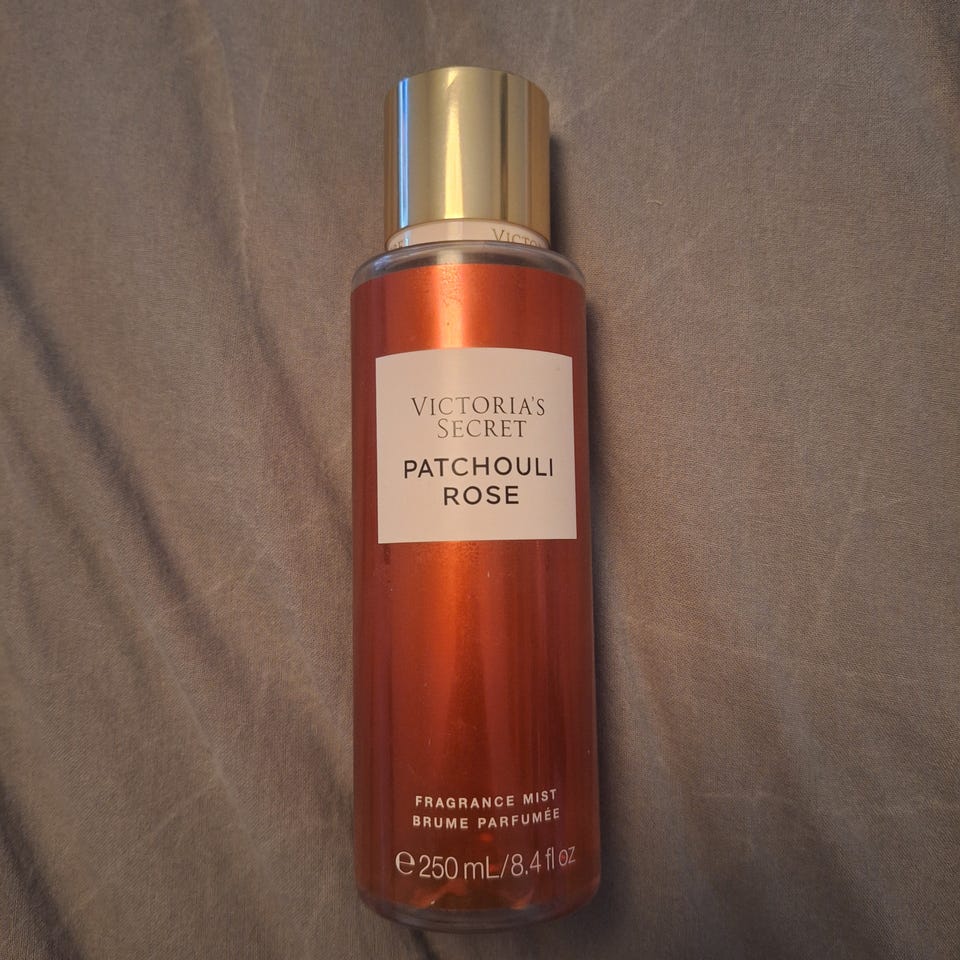 VICTORIA'S
SECRET
PATCHOULI
ROSE
FRAGRANCE MIST
BRUME PARFUMÉE
℮ 250 mL/8.4 fl oz